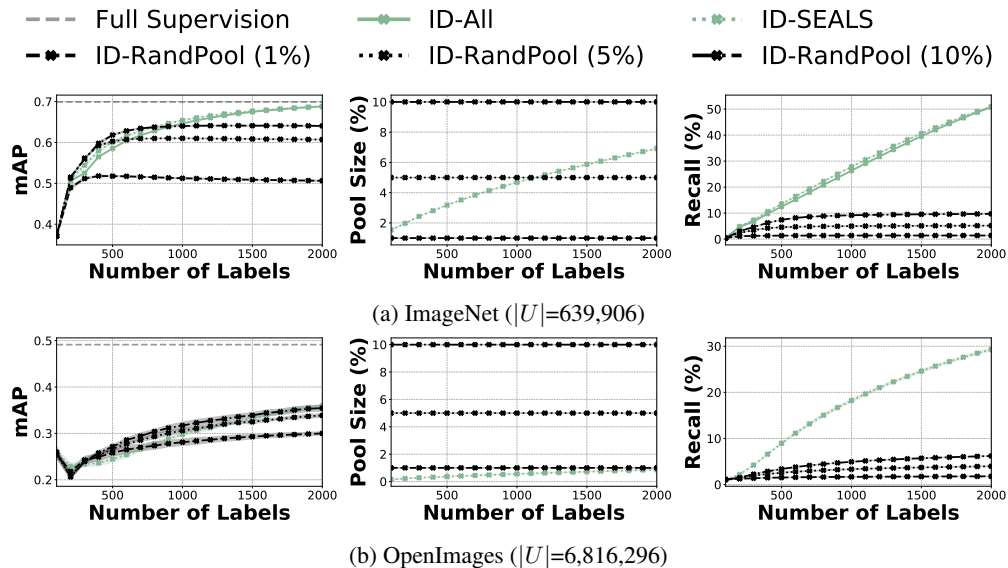 Full Supervision ID-All ID-SEALS
ID-RandPool (1%) ID-RandPool (5%) ID-RandPool (10%)
mAP
0.7
0.6
0.5
0.4
500 1000 1500 2000
Number of Labels
Pool Size (%)
10
8
6
4
2
500 1000 1500 2000
Number of Labels
Recall (%)
50
40
30
20
10
0
500 1000 1500 2000
Number of Labels
(a) ImageNet (|U|=639,906)
mAP
0.5
0.4
0.3
0.2
500 1000 1500 2000
Number of Labels
Pool Size (%)
10
8
6
4
2
0
500 1000 1500 2000
Number of Labels
Recall (%)
30
20
10
0
500 1000 1500 2000
Number of Labels
(b) OpenImages (|U|=6,816,296)